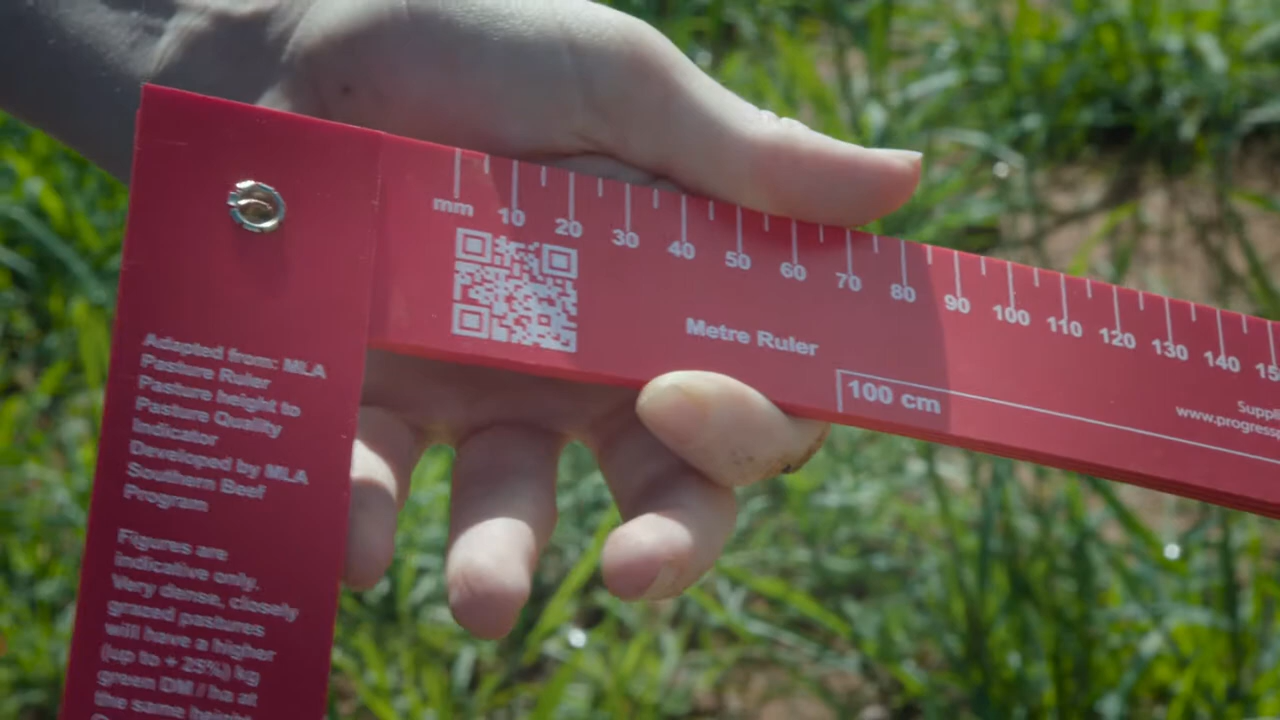 mm 10 20 30 40 50 60 70 80 90 100 110 120 130 140
Metre Ruler
100 cm
www.progressp
Adapted from: MLA
Pasture Ruler
Pasture height to
Pasture Quality
Indicator
Developed by MLA
Southern Beef
Program
Figures are
indicative only.
Very dense, closely
grazed pastures
will have a higher
(up to + 25%) kg
green DM / ha at
the same height